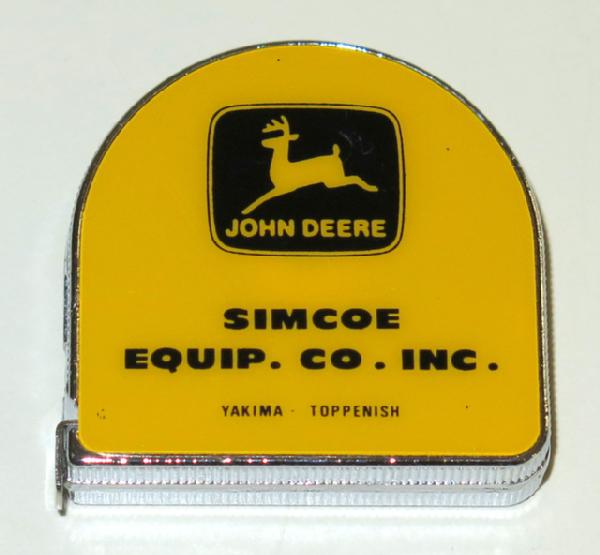 JOHN DEERE
SIMCOE
EQUIP. CO. INC.
YAKIMA - TOPPENISH